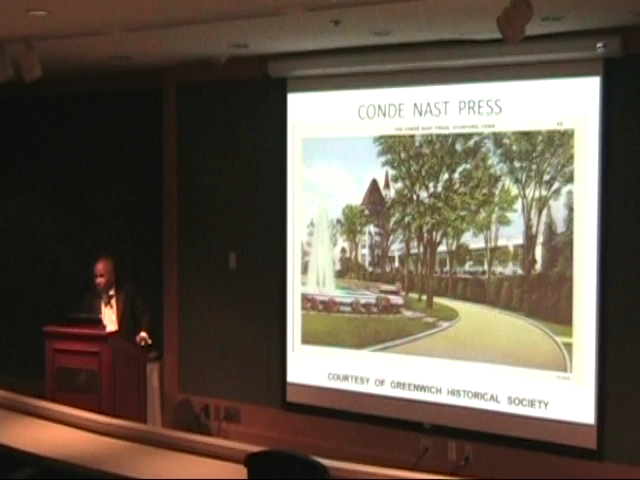 CONDE NAST PRESS
THE CONDE NAST PRESS, STAMFORD, CONN.
COURTESY OF GREENWICH HISTORICAL SOCIETY